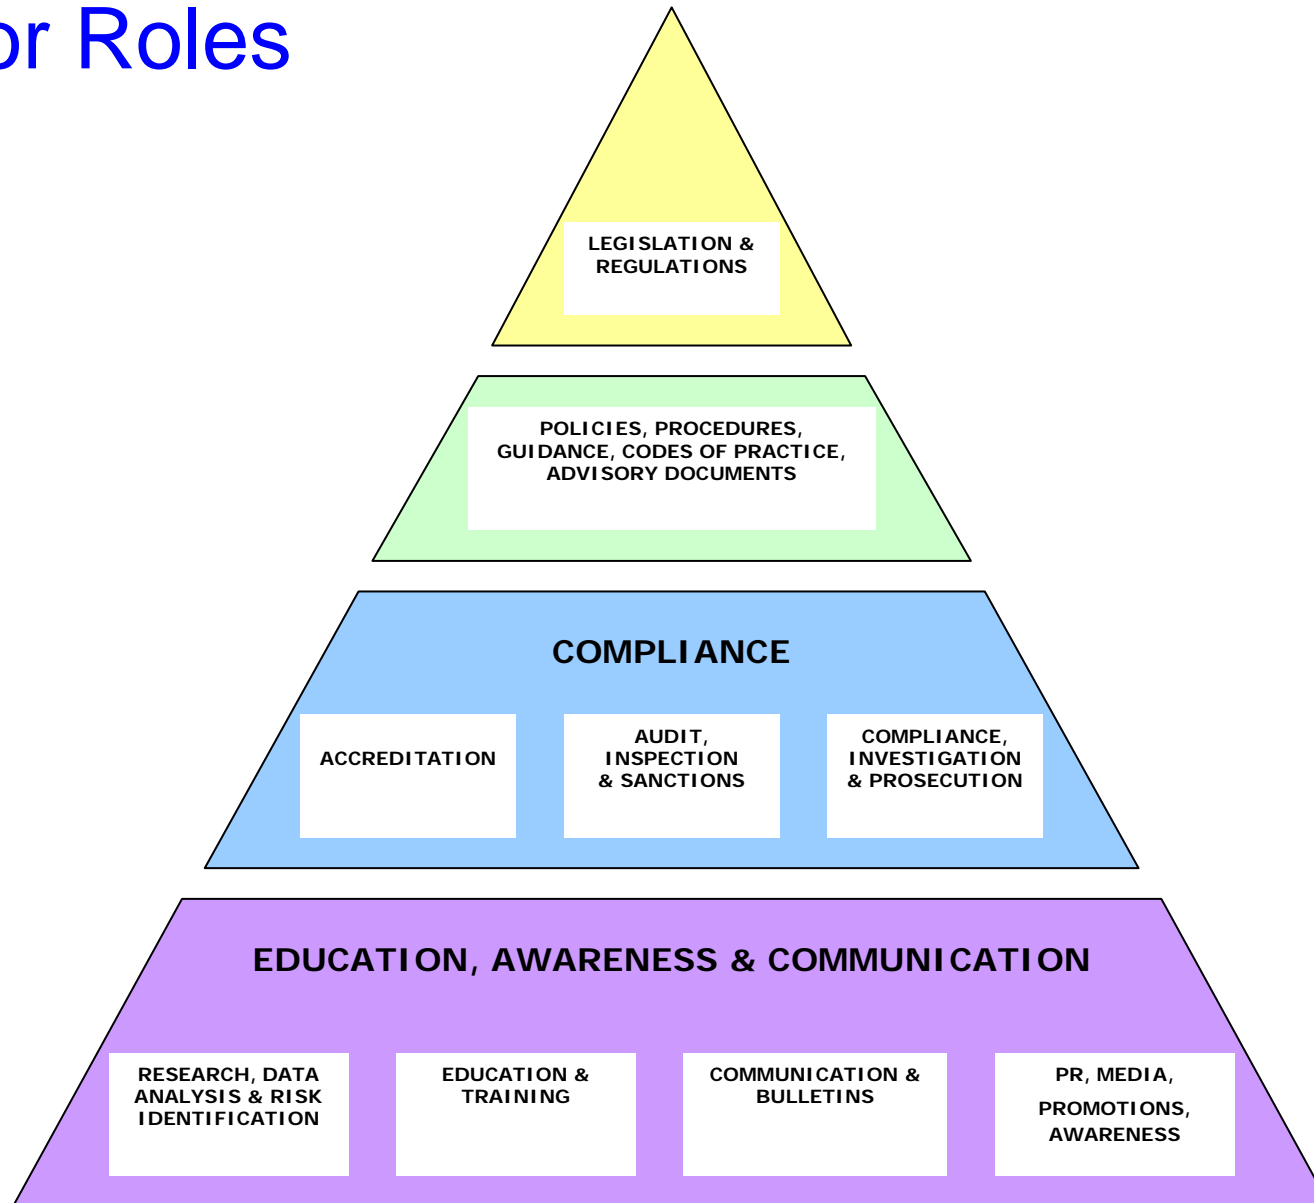 or Roles
LEGISLATION &
REGULATIONS
POLICIES, PROCEDURES,
GUIDANCE, CODES OF PRACTICE,
ADVISORY DOCUMENTS
COMPLIANCE
ACCREDITATION
AUDIT,
INSPECTION
& SANCTIONS
COMPLIANCE,
INVESTIGATION
& PROSECUTION
EDUCATION, AWARENESS & COMMUNICATION
RESEARCH, DATA
ANALYSIS & RISK
IDENTIFICATION
EDUCATION &
TRAINING
COMMUNICATION &
BULLETINS
PR, MEDIA,
PROMOTIONS,
AWARENESS